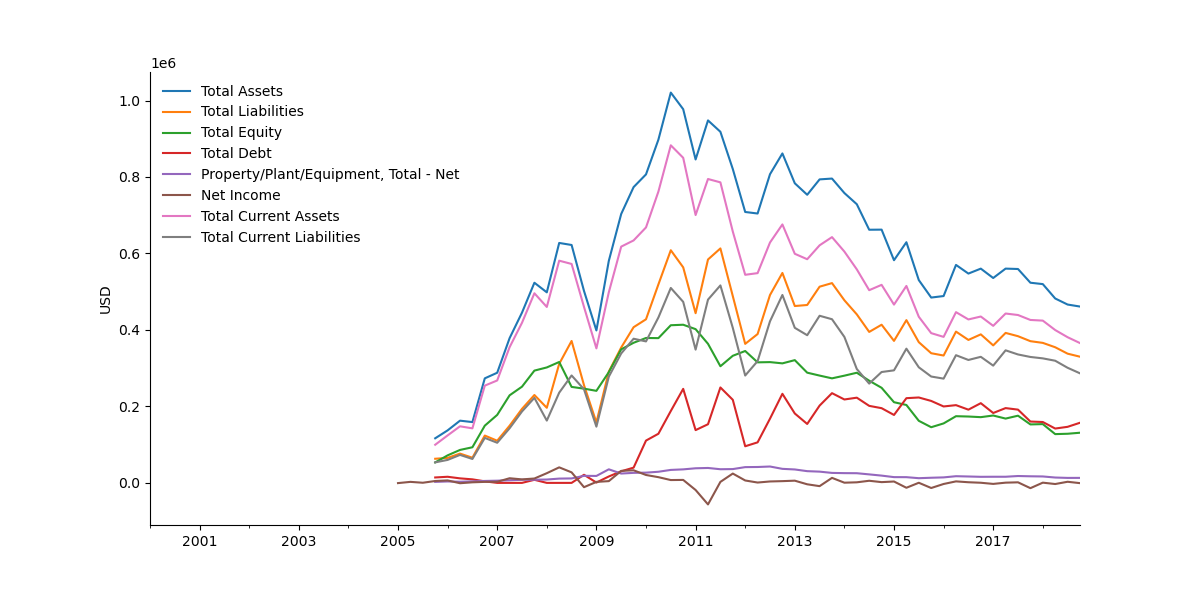 1e6
1.0
0.8
0.6
0.4
0.2
0.0
USD
Total Assets
Total Liabilities
Total Equity
Total Debt
Property/Plant/Equipment, Total - Net
Net Income
Total Current Assets
Total Current Liabilities
2001 2003 2005 2007 2009 2011 2013 2015 2017